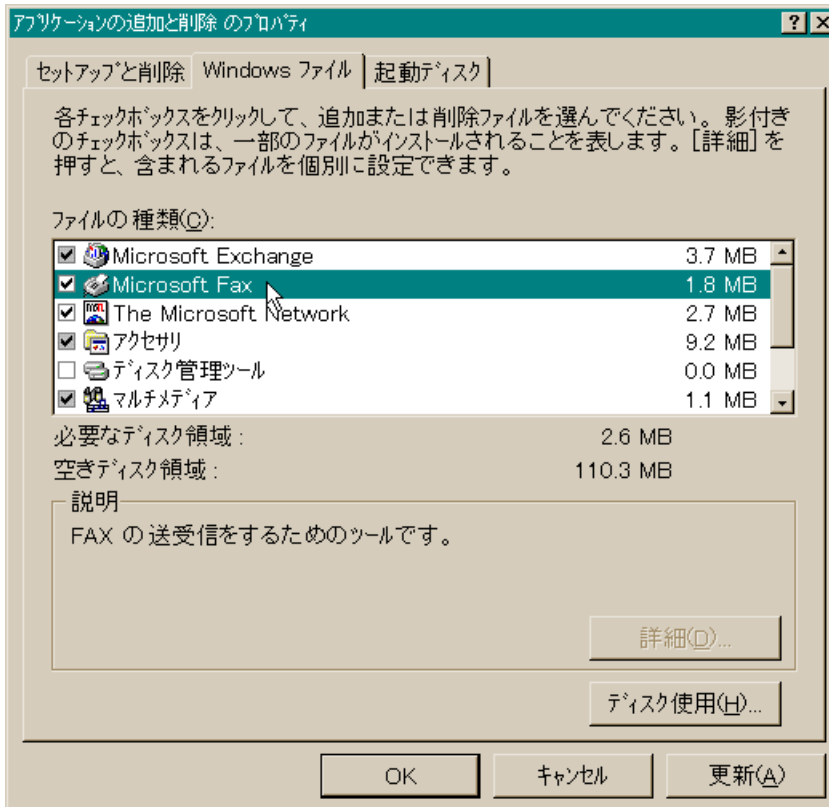 アプリケーションの追加と削除 のプロパティ
セットアップと削除 Windows ファイル 起動ディスク
各チェックボックスをクリックして、追加または削除ファイルを選んでください。影付き
のチェックボックスは、一部のファイルがインストールされることを表します。[詳細] を
押すと、含まれるファイルを個別に設定できます。
ファイルの種類(C):
Microsoft Exchange 3.7 MB
Microsoft Fax 1.8 MB
The Microsoft Network 2.7 MB
アクセサリ 9.2 MB
ディスク管理ツール 0.0 MB
マルチメディア 1.1 MB
必要なディスク領域 : 2.6 MB
空きディスク領域 : 110.3 MB
説明
FAX の送受信をするためのツールです。
詳細(D)...
ディスク使用(H)...
OK キャンセル 更新(A)